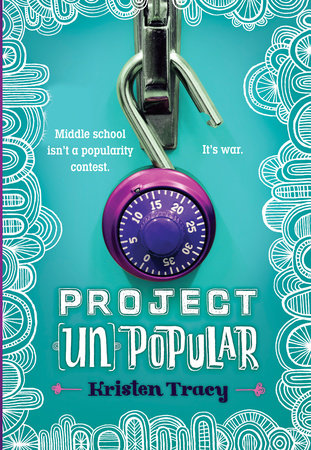 Middle school
isn't a popularity
contest.
It's war.
0 5 10 15 20 25 30 35
PROJECT
[UN] POPULAR
Kristen Tracy